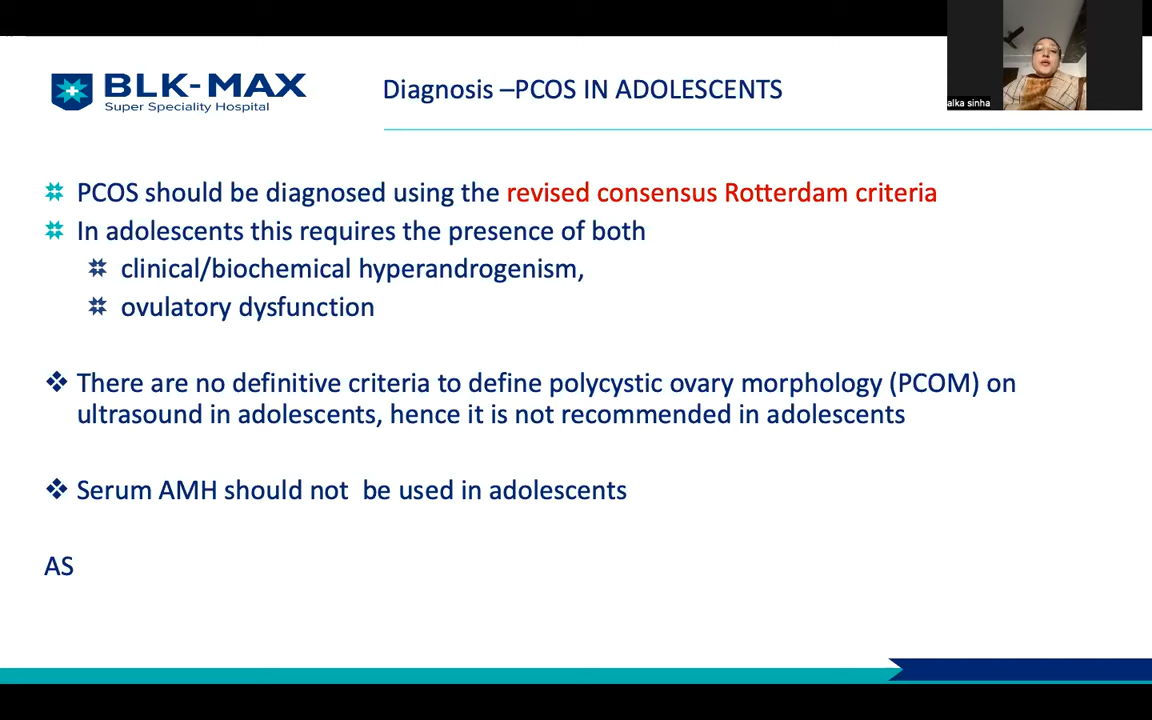 BLK-MAX
Super Speciality Hospital
Diagnosis –PCOS IN ADOLESCENTS
alka sinha
PCOS should be diagnosed using the revised consensus Rotterdam criteria
In adolescents this requires the presence of both
clinical/biochemical hyperandrogenism,
ovulatory dysfunction
There are no definitive criteria to define polycystic ovary morphology (PCOM) on
ultrasound in adolescents, hence it is not recommended in adolescents
Serum AMH should not  be used in adolescents
AS